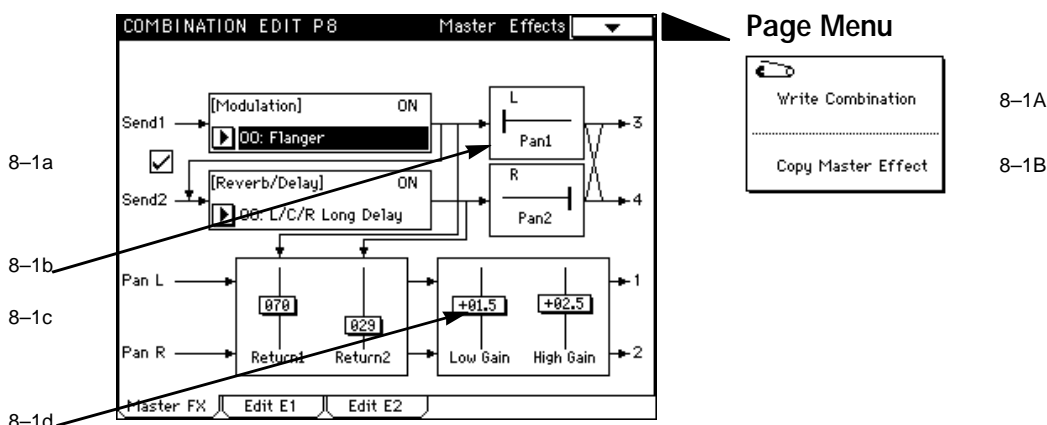 COMBINATION EDIT P8 Master Effects
Page Menu
Write Combination 8–1A
Copy Master Effect 8–1B
[Modulation] ON
Send1
00: Flanger
L
Pan1
3
8–1a
[Reverb/Delay] ON
Send2
00: L/C/R Long Delay
R
Pan2
4
8–1b
Pan L
070
029
+01.5
+02.5
1
8–1c
Pan R
Return1 Return2
Low Gain High Gain
2
Master FX Edit E1 Edit E2
8–1d